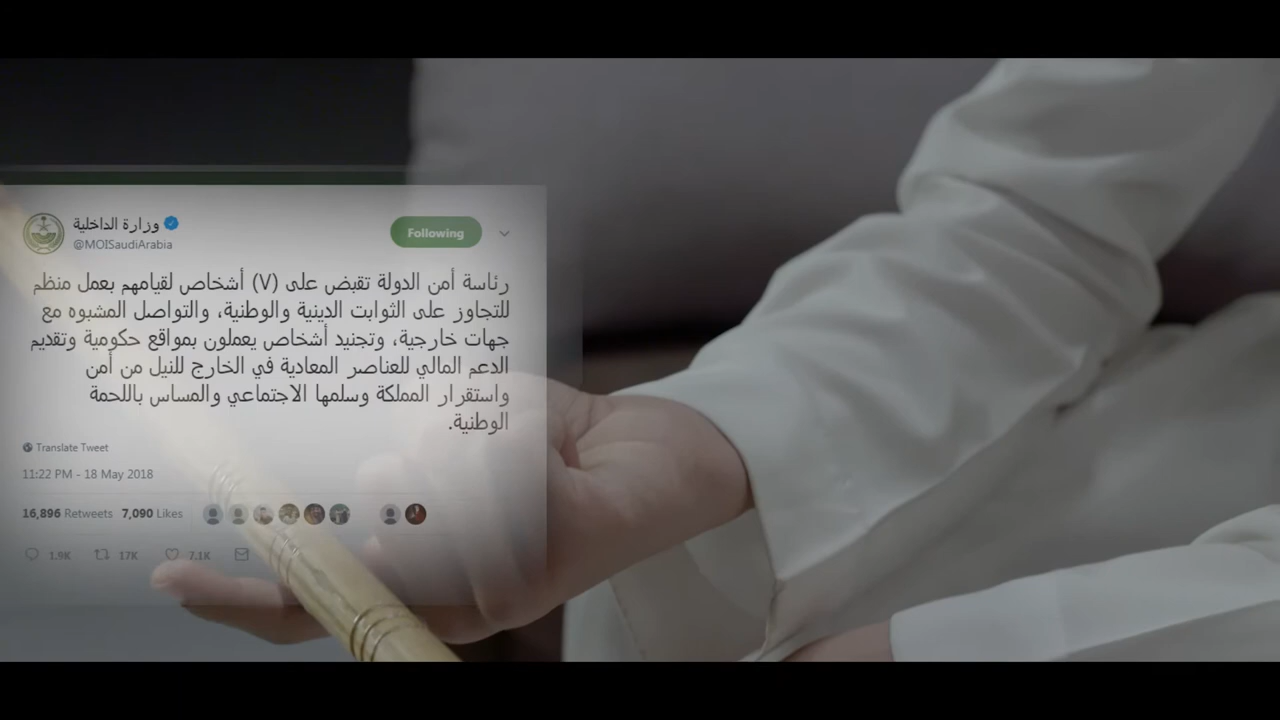 وزارة الداخلية
@MOISaudiArabia
Following
رئاسة أمن الدولة تقبض على (٧) أشخاص لقيامهم بعمل منظم
للتجاوز على الثوابت الدينية والوطنية، والتواصل المشبوه مع
جهات خارجية، وتجنيد أشخاص يعملون بمواقع حكومية وتقديم
الدعم المالي للعناصر المعادية في الخارج للنيل من أمن
واستقرار المملكة وسلمها الاجتماعي والمساس باللحمة
الوطنية.
Translate Tweet
11:22 PM - 18 May 2018
16,896 Retweets 7,090 Likes
1.9K 17K 7.1K